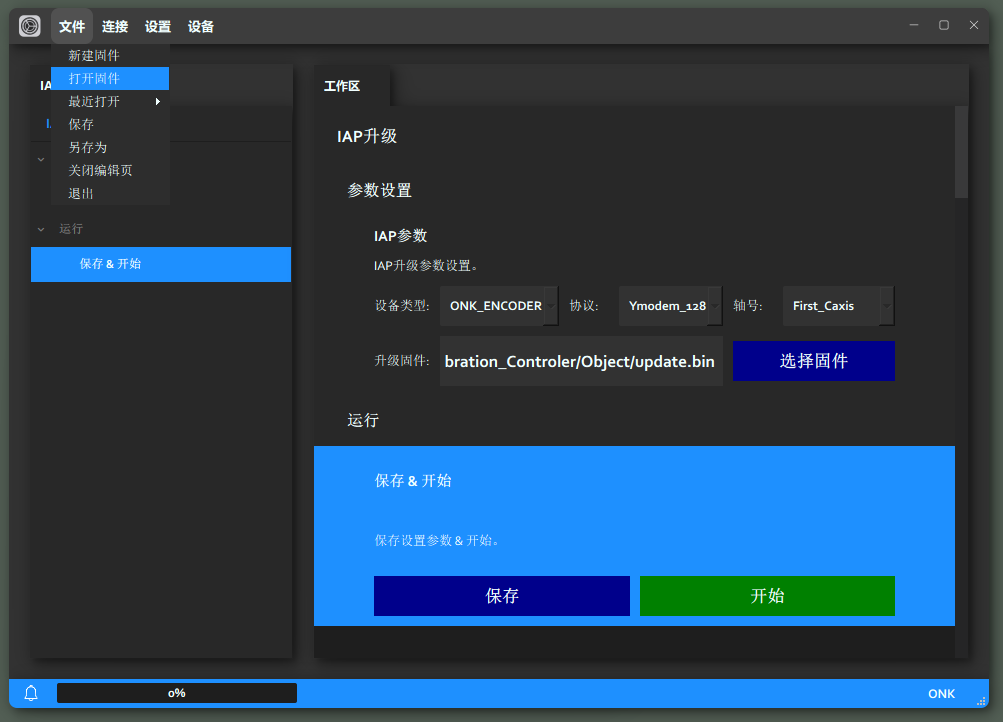 文件 连接 设置 设备
新建固件
打开固件
最近打开
保存
另存为
关闭编辑页
退出
运行
保存 & 开始
工作区
IAP升级
参数设置
IAP参数
IAP升级参数设置。
设备类型: ONK_ENCODER 协议: Ymodem_128 轴号: First_Caxis
升级固件: bration_Controler/Object/update.bin 选择固件
运行
保存 & 开始
保存设置参数 & 开始。
保存 开始
0% ONK